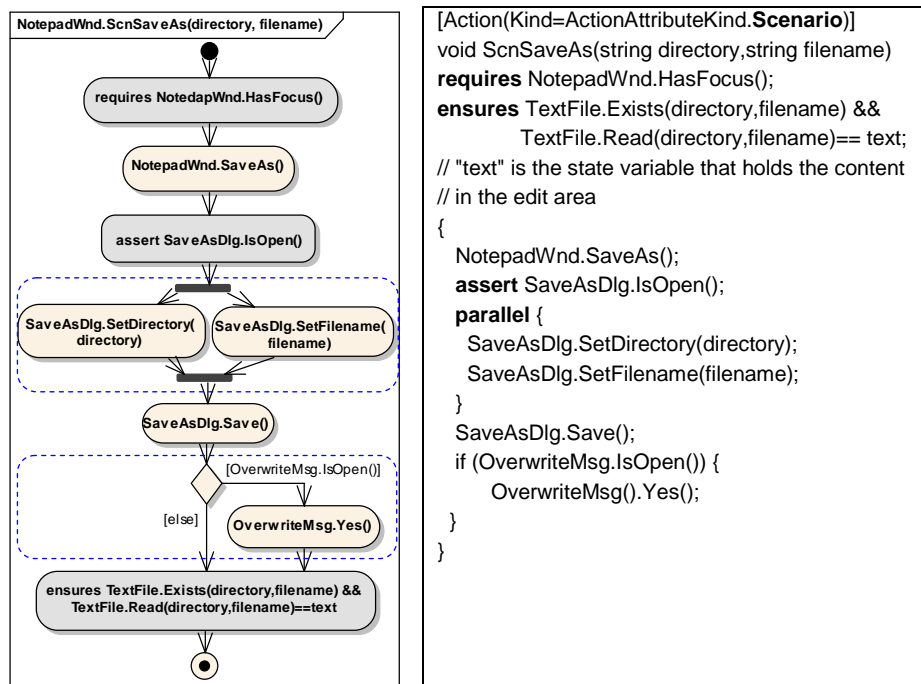 NotepadWnd.ScnSaveAs(directory, filename)
requires NotedapWnd.HasFocus()
NotepadWnd.SaveAs()
assert SaveAsDlg.IsOpen()
SaveAsDlg.SetDirectory(
directory)
SaveAsDlg.SetFilename(
filename)
SaveAsDlg.Save()
[OverwriteMsg.IsOpen()]
[else]
OverwriteMsg.Yes()
ensures TextFile.Exists(directory,filename) &&
TextFile.Read(directory,filename)==text
[Action(Kind=ActionAttributeKind.Scenario)]
void ScnSaveAs(string directory,string filename)
requires NotepadWnd.HasFocus();
ensures TextFile.Exists(directory,filename) &&
TextFile.Read(directory,filename)== text;
// "text" is the state variable that holds the content
// in the edit area
{
NotepadWnd.SaveAs();
assert SaveAsDlg.IsOpen();
parallel {
SaveAsDlg.SetDirectory(directory);
SaveAsDlg.SetFilename(filename);
}
SaveAsDlg.Save();
if (OverwriteMsg.IsOpen()) {
OverwriteMsg().Yes();
}
}